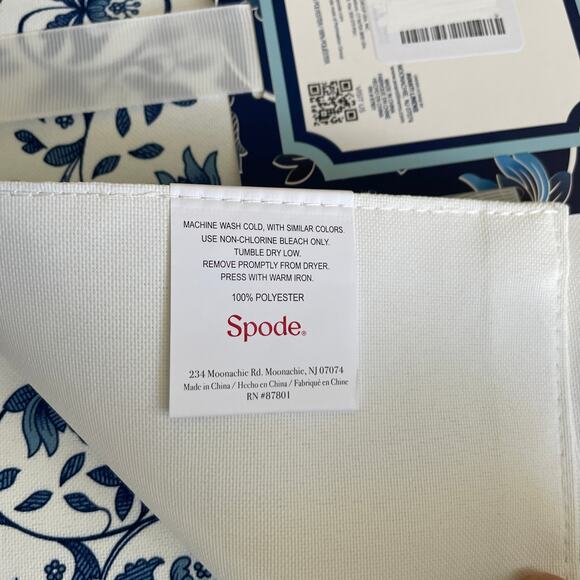 MACHINE WASH COLD, WITH SIMILAR COLORS.
USE NON-CHLORINE BLEACH ONLY.
TUMBLE DRY LOW.
REMOVE PROMPTLY FROM DRYER.
PRESS WITH WARM IRON.
100% POLYESTER
Spode®
234 Moonachie Rd. Moonachie, NJ 07074
Made in China / Hecho en China / Fabriqué en Chine
RN #87801